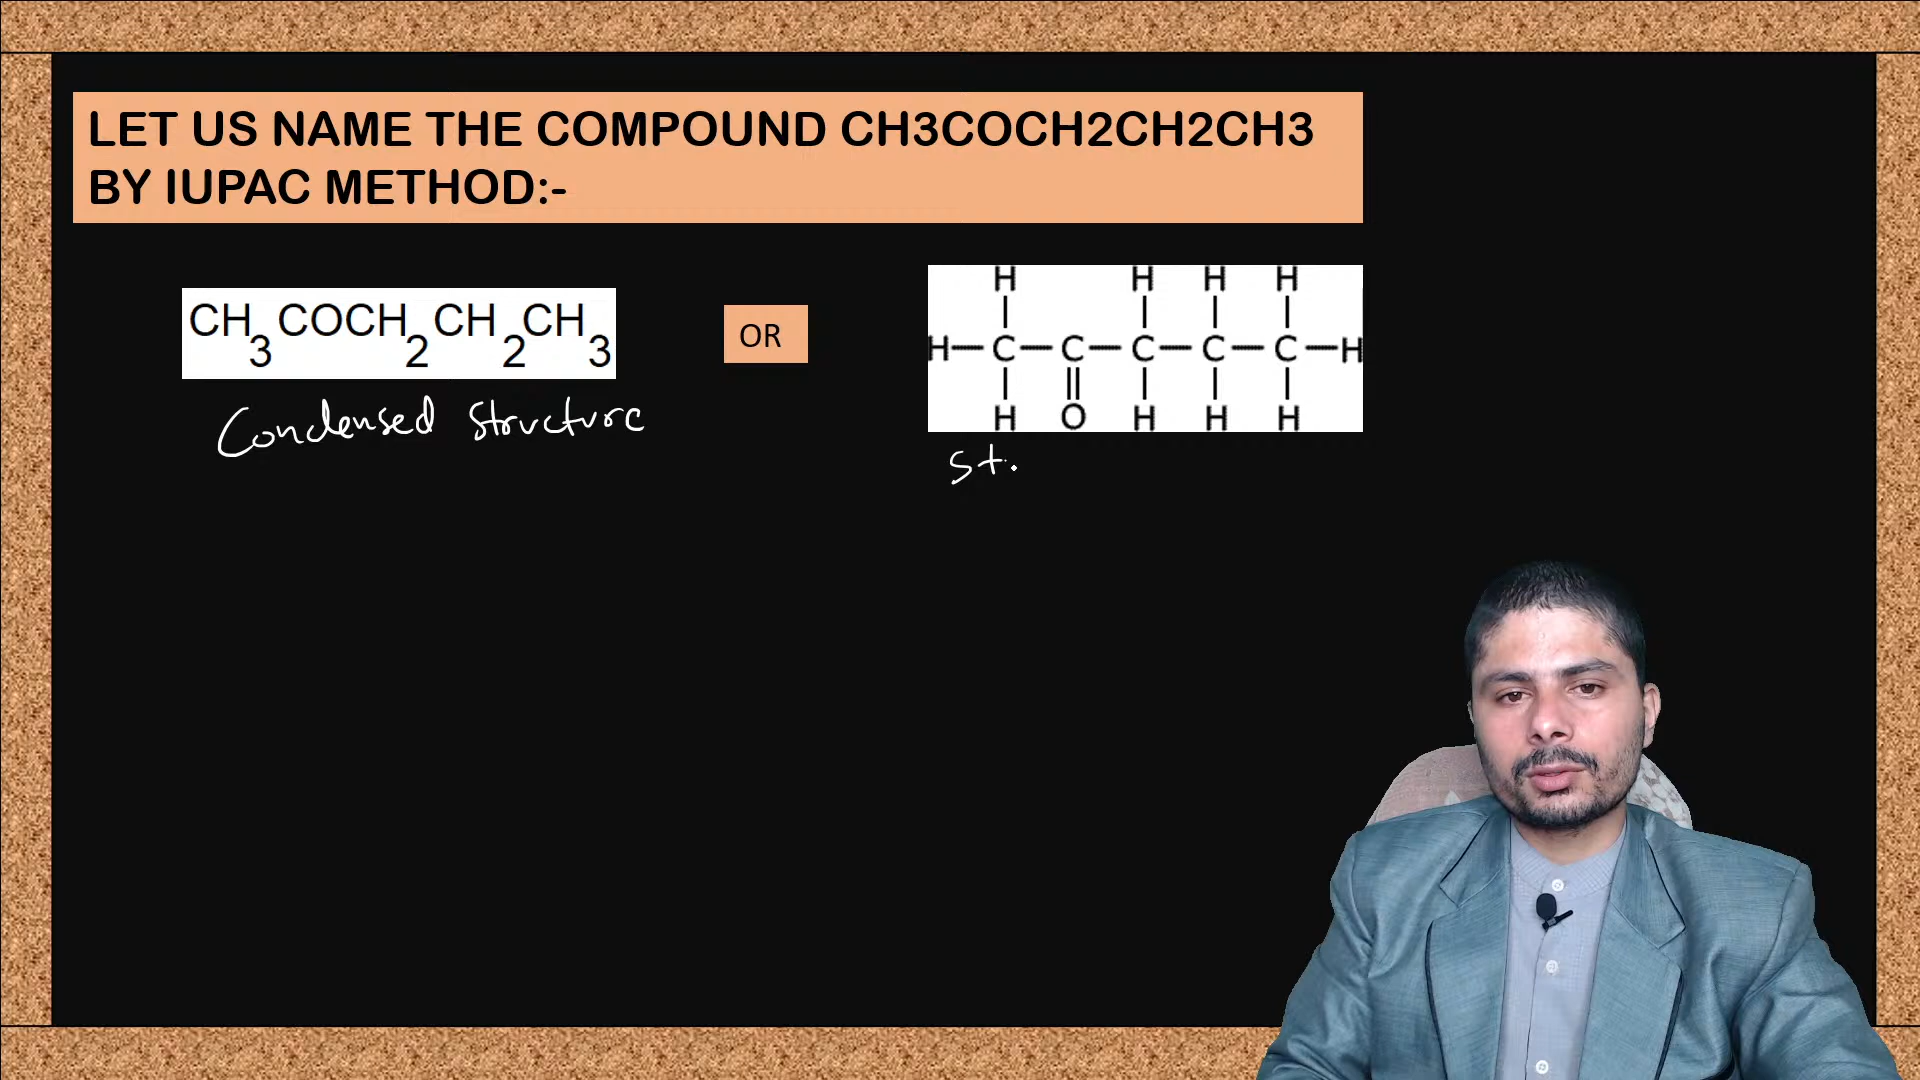 LET US NAME THE COMPOUND CH3COCH2CH2CH3
BY IUPAC METHOD:-
CH3COCH2CH2CH3
OR
H H H H
H—C—C—C—C—C—H
H O H H H
Condensed Structure
St.